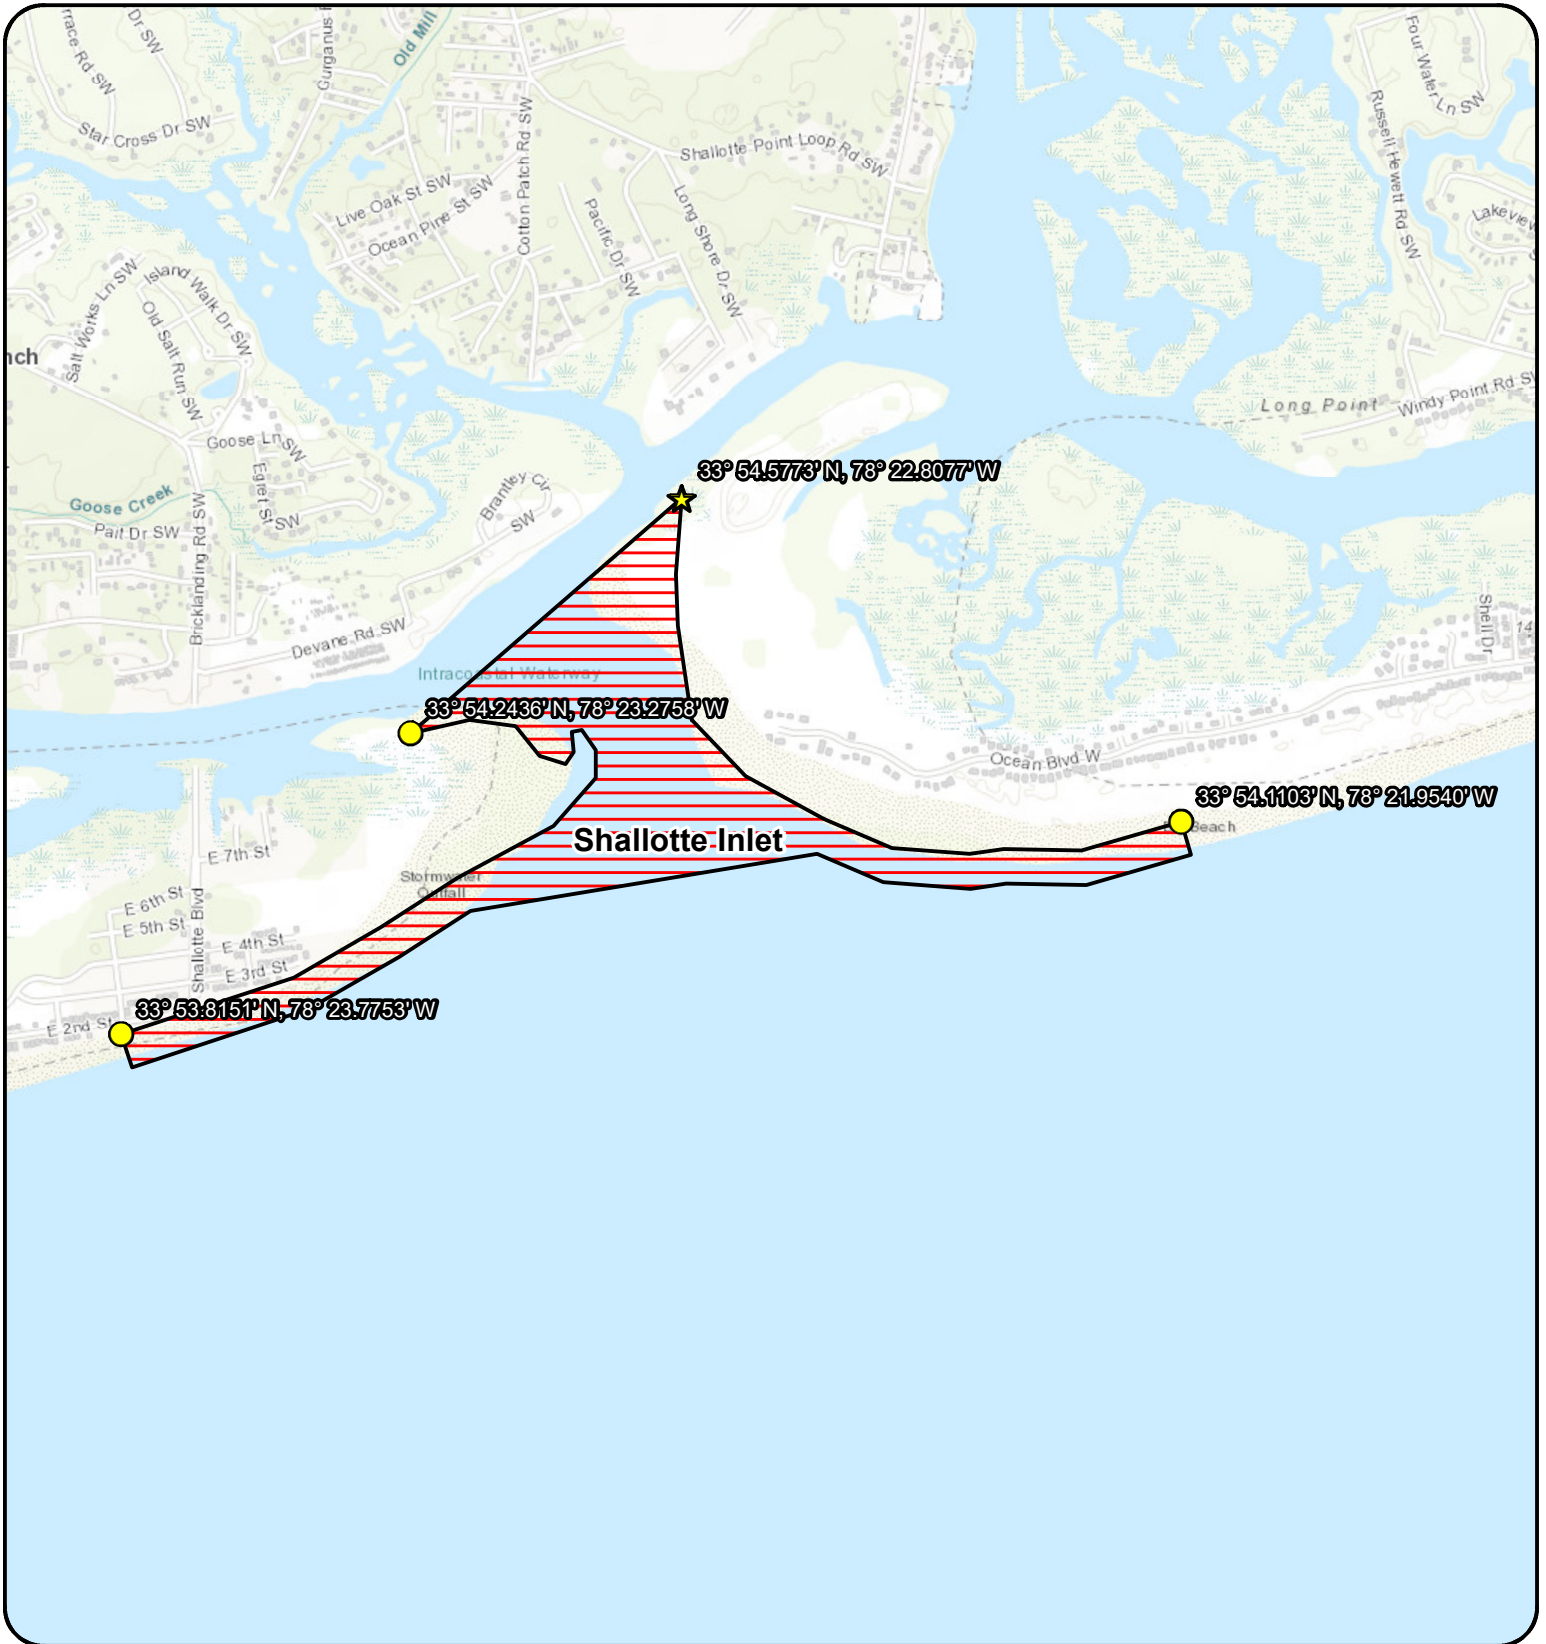 Dr SW
Old Mill
Star Cross Dr SW
Cotton Patch Rd SW
Shallotte Point Loop Rd SW
Four Water Ln SW
Russell Hewett Rd SW
Live Oak St SW
Ocean Pine St SW
Pacific Dr SW
Long Shore Dr SW
Salt Works Ln SW
Island Walk Dr SW
Old Salt Run SW
Long Point
Windy Point Rd
Goose Ln SW
Egret St SW
Goose Creek
Brantley Cir SW
33° 54.5773' N, 78° 22.8077' W
Bricklanding Rd SW
Devane Rd SW
Shell Dr
14
Intracoastal Waterway
33° 54.2436' N, 78° 23.2758' W
Ocean Blvd W
33° 54.1103' N, 78° 21.9540' W
Beach
Shallotte Inlet
E 7th St
Stormwater
Outfall
E 6th St
E 5th St
Shallotte Blvd
E 4th St
E 3rd St
33° 53.8151' N, 78° 23.7753' W
E 2nd St